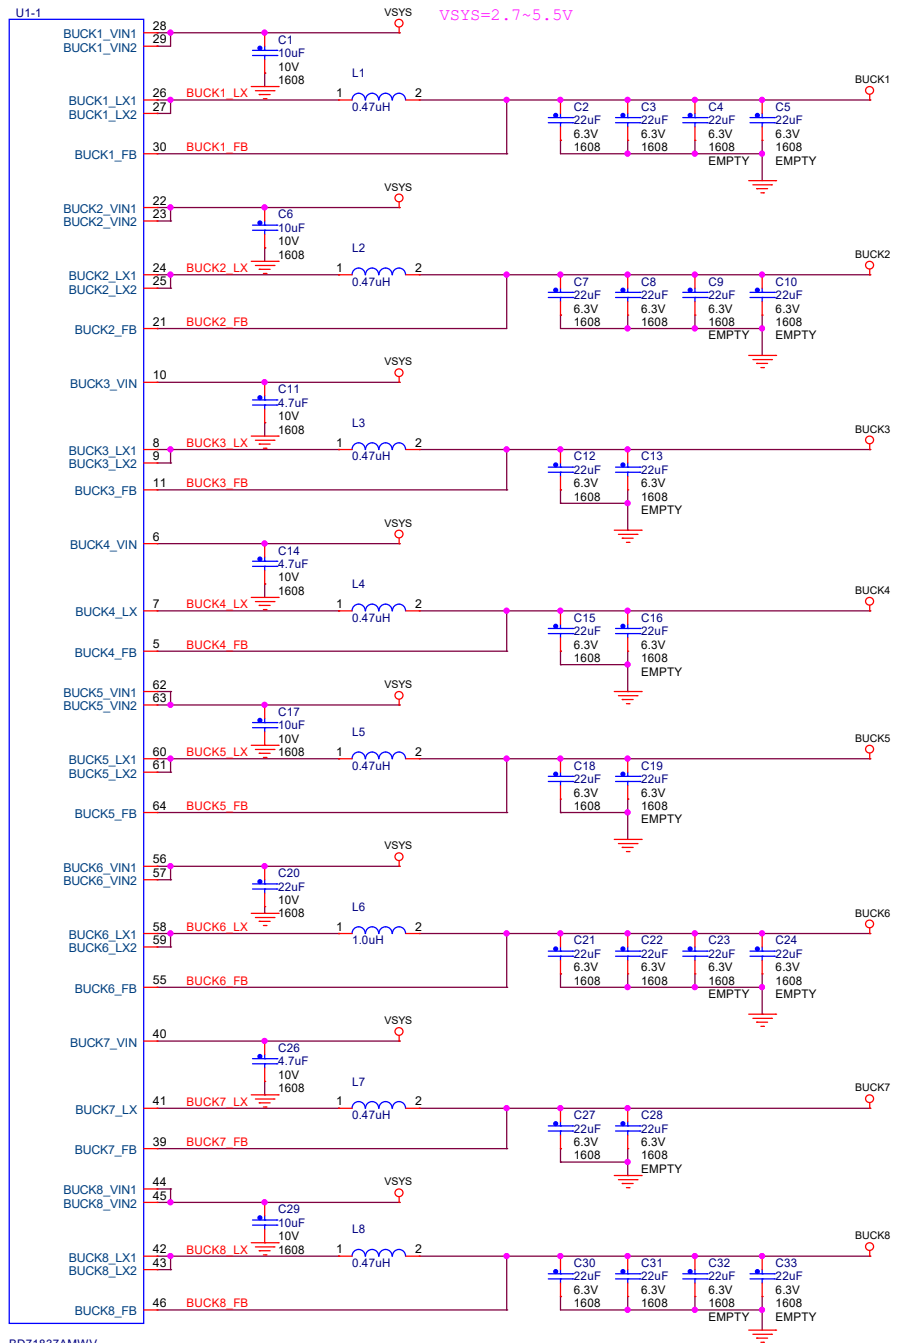 U1-1
VSYS
VSYS=2.7~5.5V
BUCK1_VIN1 28
BUCK1_VIN2 29
C1
10uF
10V
1608
BUCK1_LX1 26 BUCK1_LX 1 L1 2 BUCK1
0.47uH
BUCK1_LX2 27
C2 C3 C4 C5
22uF 22uF 22uF 22uF
6.3V 6.3V 6.3V 6.3V
1608 1608 1608 1608
EMPTY EMPTY
BUCK1_FB 30 BUCK1_FB
VSYS
BUCK2_VIN1 22
BUCK2_VIN2 23
C6
10uF
10V
1608
BUCK2_LX1 24 BUCK2_LX 1 L2 2 BUCK2
0.47uH
BUCK2_LX2 25
C7 C8 C9 C10
22uF 22uF 22uF 22uF
6.3V 6.3V 6.3V 6.3V
1608 1608 1608 1608
EMPTY EMPTY
BUCK2_FB 21 BUCK2_FB
VSYS
BUCK3_VIN 10
C11
4.7uF
10V
1608
BUCK3_LX1 8 BUCK3_LX 1 L3 2 BUCK3
0.47uH
BUCK3_LX2 9
C12 C13
22uF 22uF
6.3V 6.3V
1608 1608
EMPTY
BUCK3_FB 11 BUCK3_FB
VSYS
BUCK4_VIN 6
C14
4.7uF
10V
1608
BUCK4_LX 7 BUCK4_LX 1 L4 2 BUCK4
0.47uH
C15 C16
22uF 22uF
6.3V 6.3V
1608 1608
EMPTY
BUCK4_FB 5 BUCK4_FB
VSYS
BUCK5_VIN1 62
BUCK5_VIN2 63
C17
10uF
10V
1608
BUCK5_LX1 60 BUCK5_LX 1 L5 2 BUCK5
0.47uH
BUCK5_LX2 61
C18 C19
22uF 22uF
6.3V 6.3V
1608 1608
EMPTY
BUCK5_FB 64 BUCK5_FB
VSYS
BUCK6_VIN1 56
BUCK6_VIN2 57
C20
22uF
10V
1608
BUCK6_LX1 58 BUCK6_LX 1 L6 2 BUCK6
1.0uH
BUCK6_LX2 59
C21 C22 C23 C24
22uF 22uF 22uF 22uF
6.3V 6.3V 6.3V 6.3V
1608 1608 1608 1608
EMPTY EMPTY
BUCK6_FB 55 BUCK6_FB
VSYS
BUCK7_VIN 40
C26
4.7uF
10V
1608
BUCK7_LX 41 BUCK7_LX 1 L7 2 BUCK7
0.47uH
C27 C28
22uF 22uF
6.3V 6.3V
1608 1608
EMPTY
BUCK7_FB 39 BUCK7_FB
VSYS
BUCK8_VIN1 44
BUCK8_VIN2 45
C29
10uF
10V
1608
BUCK8_LX1 42 BUCK8_LX 1 L8 2 BUCK8
0.47uH
BUCK8_LX2 43
C30 C31 C32 C33
22uF 22uF 22uF 22uF
6.3V 6.3V 6.3V 6.3V
1608 1608 1608 1608
EMPTY EMPTY
BUCK8_FB 46 BUCK8_FB